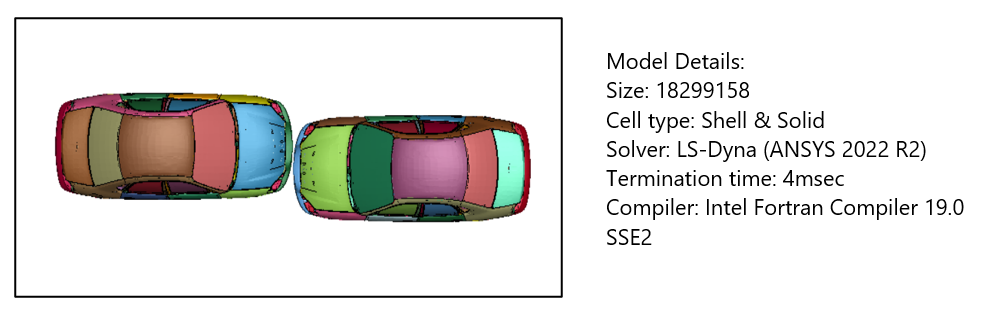 Model Details:
Size: 18299158
Cell type: Shell & Solid
Solver: LS-Dyna (ANSYS 2022 R2)
Termination time: 4msec
Compiler: Intel Fortran Compiler 19.0
SSE2